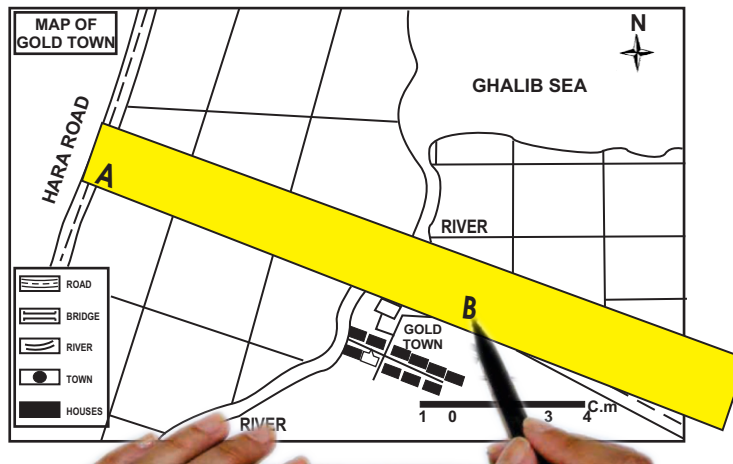 MAP OF
GOLD TOWN
N
GHALIB SEA
HARA ROAD
A
RIVER
B
ROAD
BRIDGE
RIVER
TOWN
HOUSES
GOLD
TOWN
1 0 3 4 C.m
RIVER